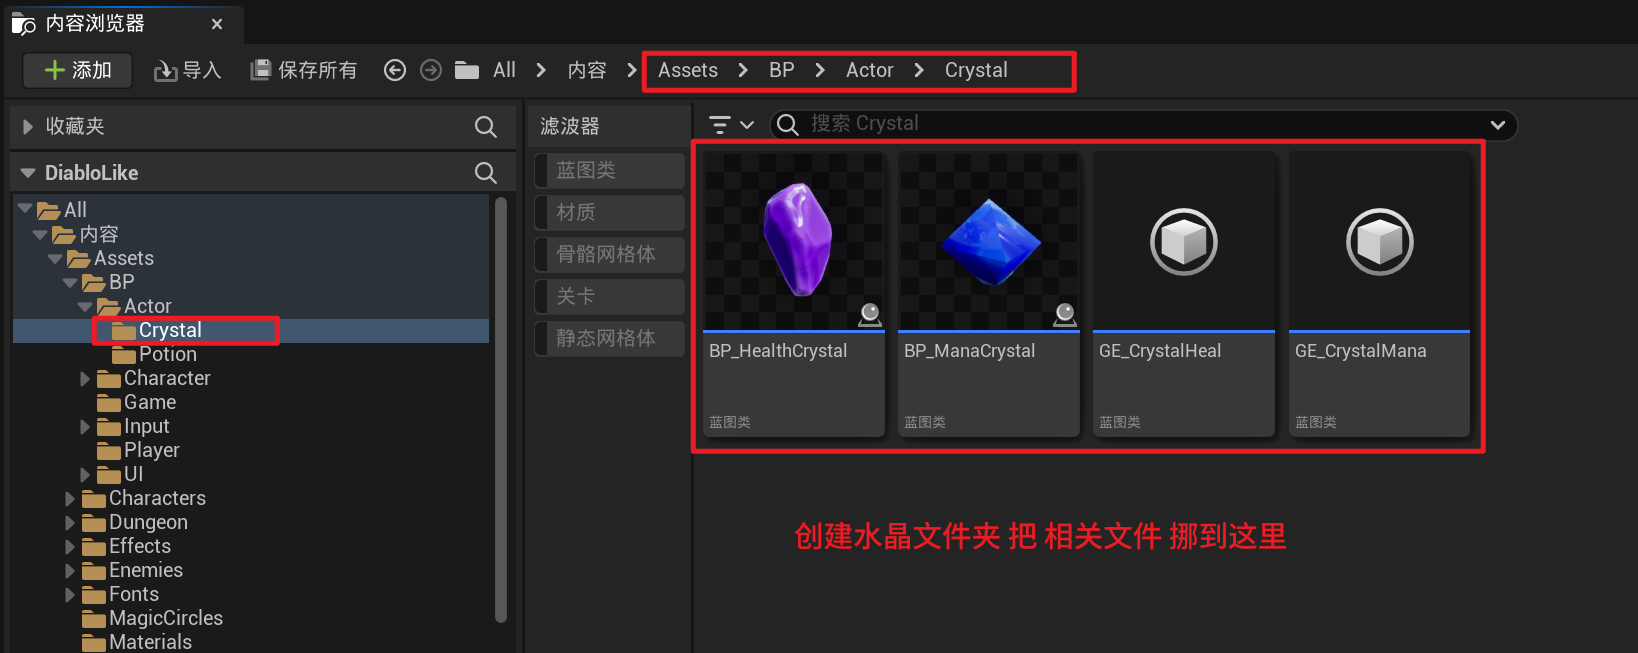 内容浏览器
添加
导入
保存所有
All
内容
Assets
BP
Actor
Crystal
收藏夹
DiabloLike
All
内容
Assets
BP
Actor
Crystal
Potion
Character
Game
Input
Player
UI
Characters
Dungeon
Effects
Enemies
Fonts
MagicCircles
Materials
滤波器
蓝图类
材质
骨骼网格体
关卡
静态网格体
搜索 Crystal
BP_HealthCrystal
蓝图类
BP_ManaCrystal
蓝图类
GE_CrystalHeal
蓝图类
GE_CrystalMana
蓝图类
创建水晶文件夹 把 相关文件 挪到这里